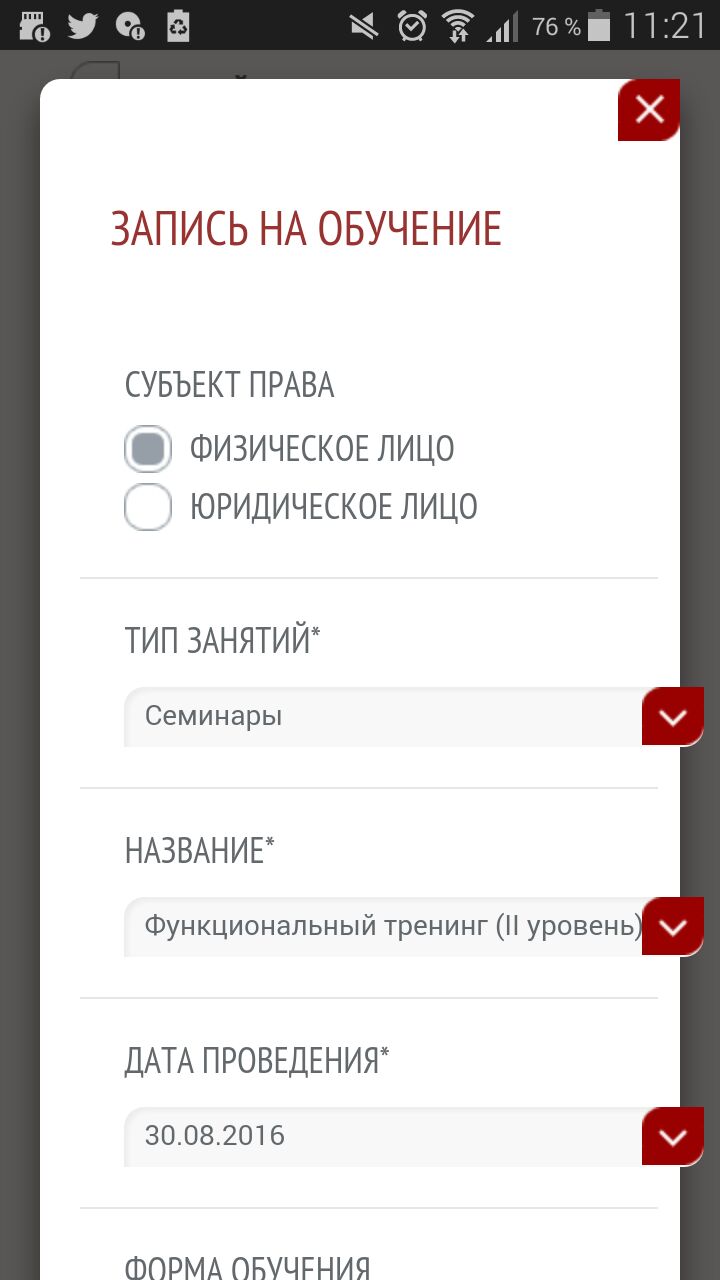 76 % 11:21
ЗАПИСЬ НА ОБУЧЕНИЕ
СУБЪЕКТ ПРАВА
ФИЗИЧЕСКОЕ ЛИЦО
ЮРИДИЧЕСКОЕ ЛИЦО
ТИП ЗАНЯТИЙ*
Семинары
НАЗВАНИЕ*
Функциональный тренинг (II уровень)
ДАТА ПРОВЕДЕНИЯ*
30.08.2016
ФОРМА ОБУЧЕНИЯ